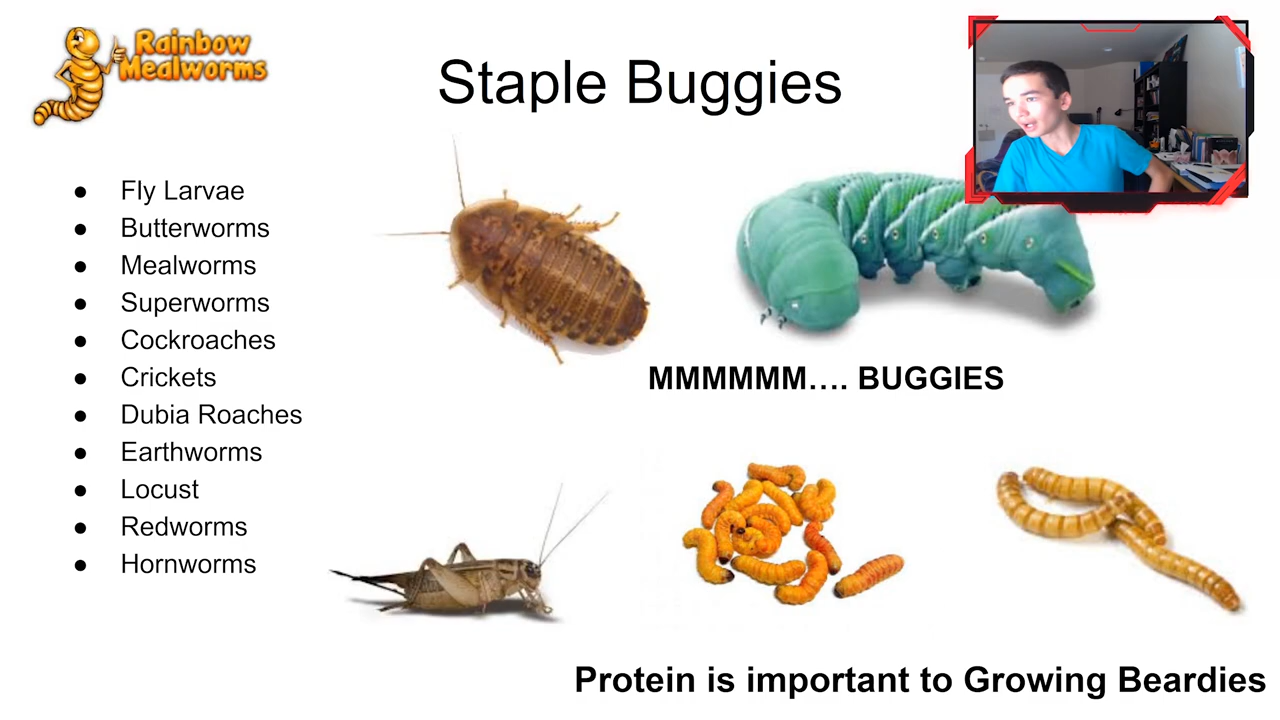 Rainbow
Mealworms
Staple Buggies
● Fly Larvae
● Butterworms
● Mealworms
● Superworms
● Cockroaches
● Crickets
● Dubia Roaches
● Earthworms
● Locust
● Redworms
● Hornworms
MMMMMM.... BUGGIES
Protein is important to Growing Beardies